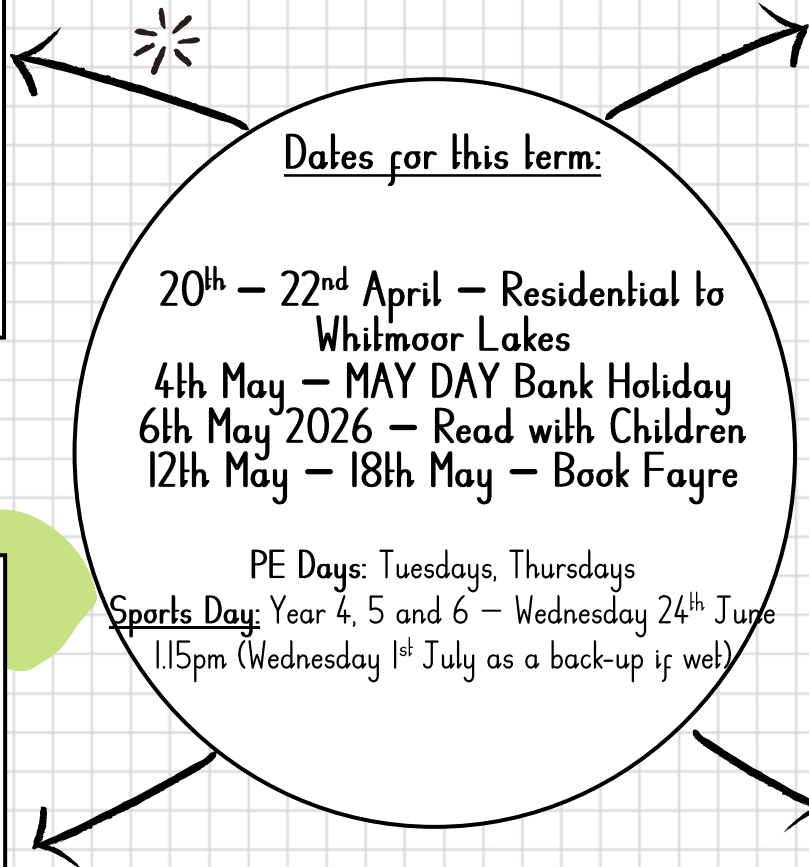 Dates for this term:
20th – 22nd April – Residential to
Whitmoor Lakes
4th May – MAY DAY Bank Holiday
6th May 2026 – Read with Children
12th May – 18th May – Book Fayre
PE Days: Tuesdays, Thursdays
Sports Day: Year 4, 5 and 6 – Wednesday 24th June
1.15pm (Wednesday 1st July as a back-up if wet)